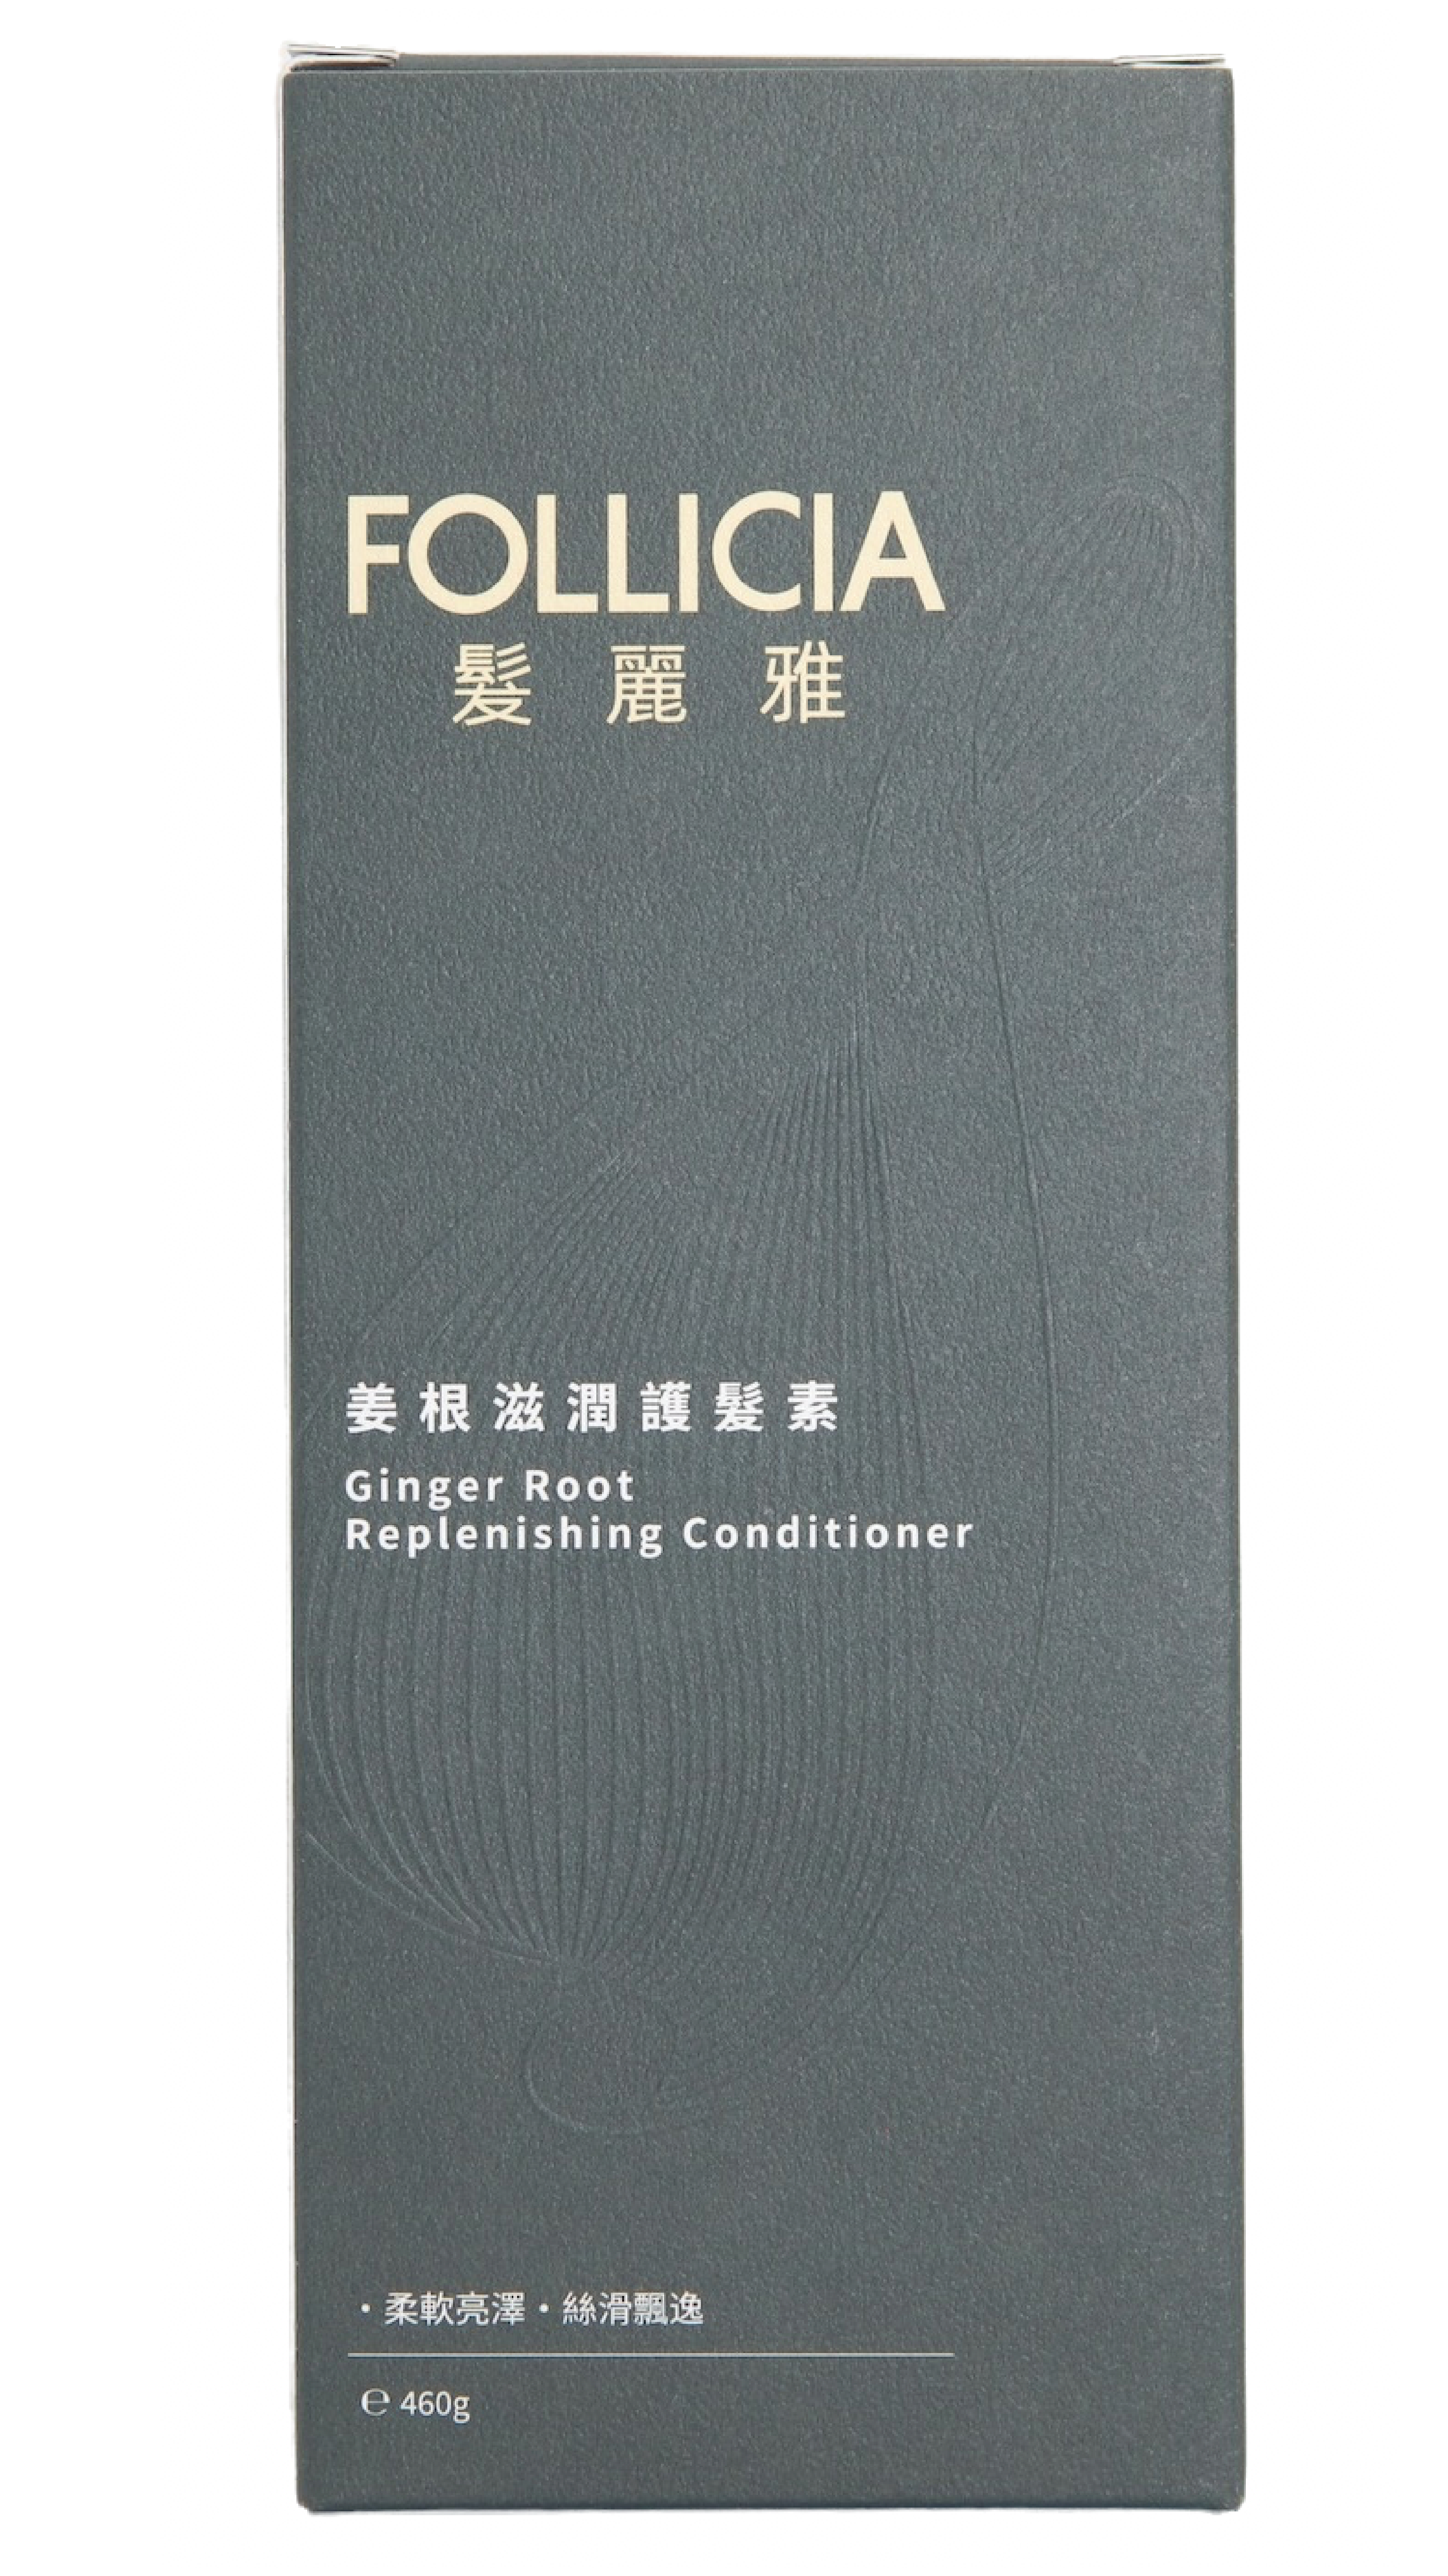 FOLLICIA
髮麗雅
姜根滋潤護髮素
Ginger Root
Replenishing Conditioner
·柔軟亮澤·絲滑飄逸
℮ 460g